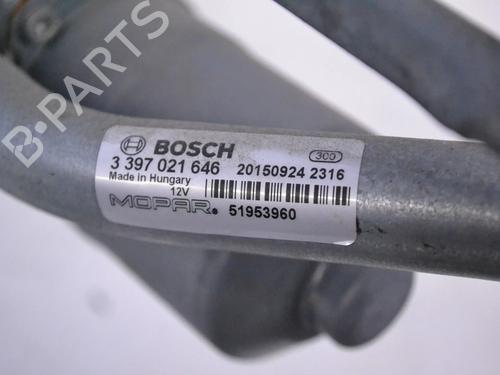 B-PARTS
BOSCH
300
3 397 021 646 20150924 2316
Made in Hungary
12V
MOPAR® 51953960